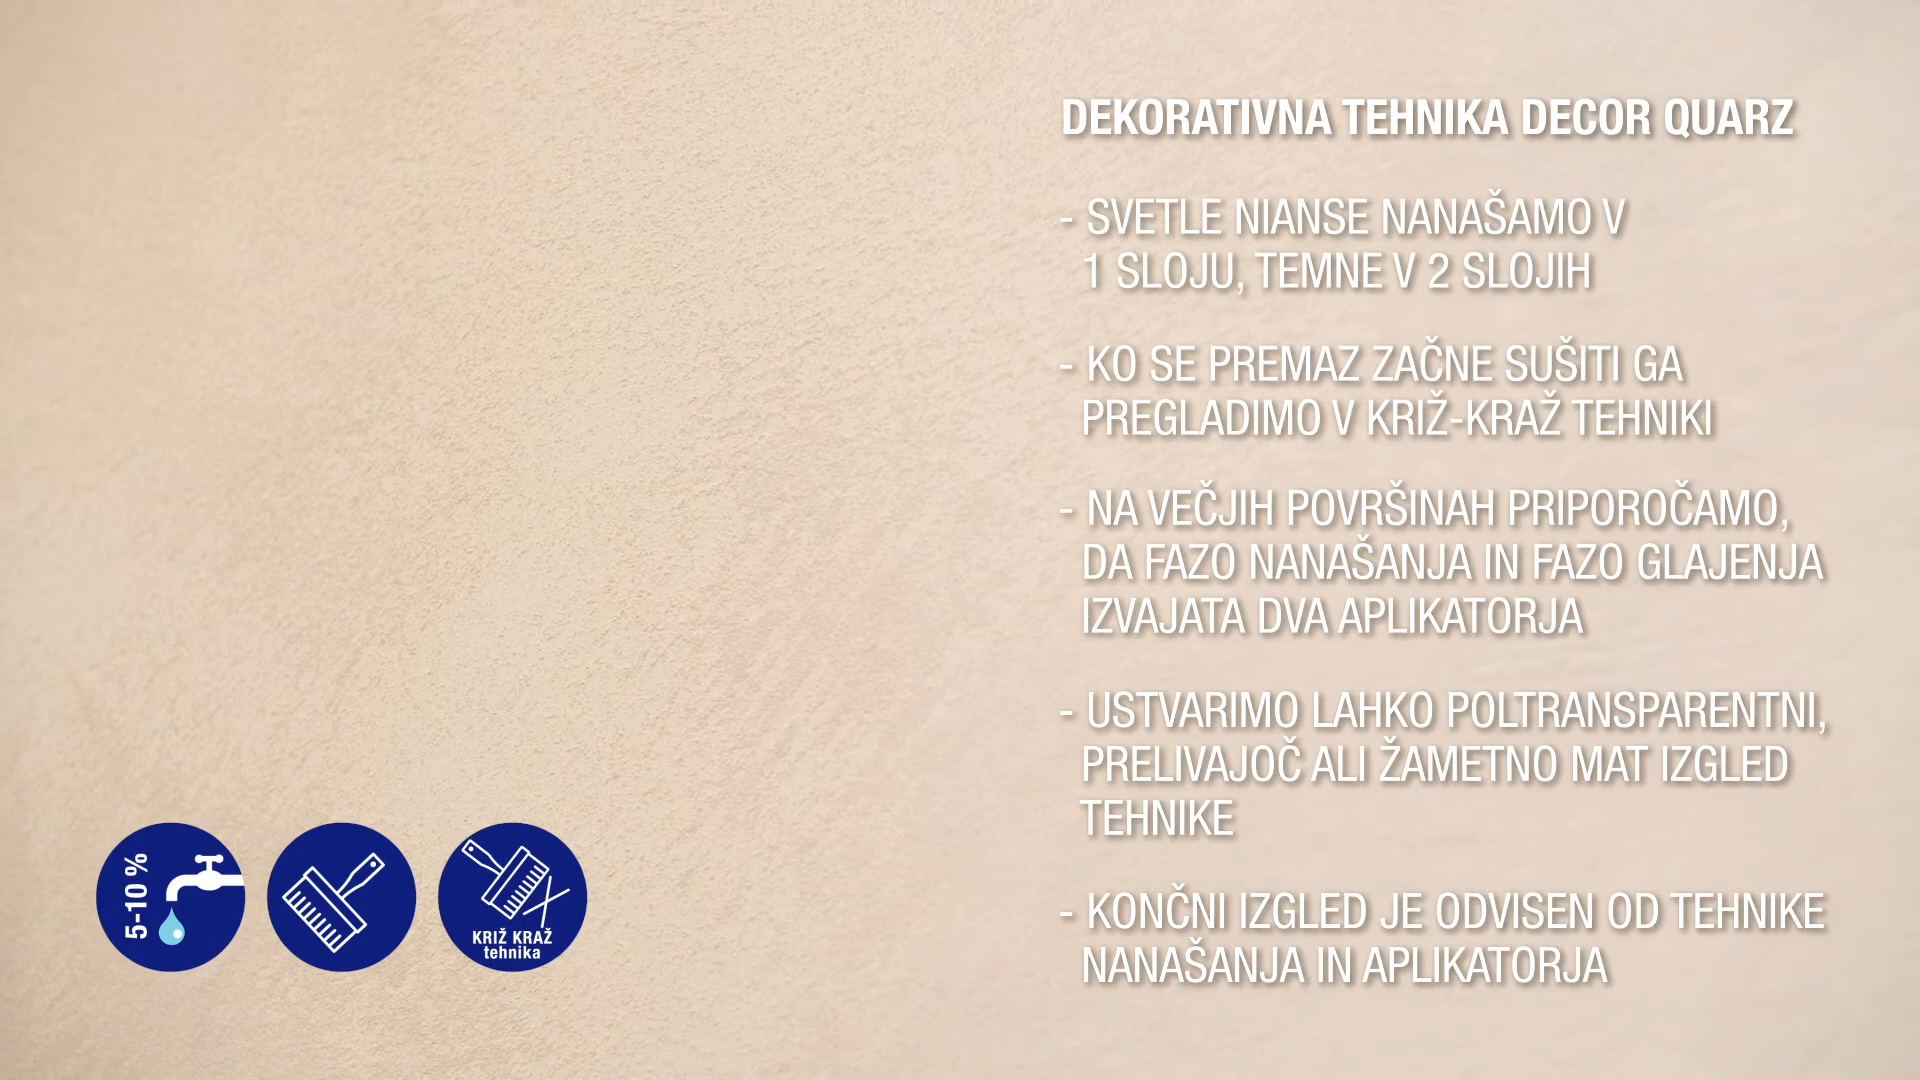 DEKORATIVNA TEHNIKA DECOR QUARZ
- SVETLE NIANSE NANAŠAMO V
1 SLOJU, TEMNE V 2 SLOJIH
- KO SE PREMAZ ZAČNE SUŠITI GA
PREGLADIMO V KRIŽ-KRAŽ TEHNIKI
- NA VEČJIH POVRŠINAH PRIPOROČAMO,
DA FAZO NANAŠANJA IN FAZO GLAJENJA
IZVAJATA DVA APLIKATORJA
- USTVARIMO LAHKO POLTRANSPARENTNI,
PRELIVAJOČ ALI ŽAMETNO MAT IZGLED
TEHNIKE
- KONČNI IZGLED JE ODVISEN OD TEHNIKE
NANAŠANJA IN APLIKATORJA
5-10 %
KRIŽ KRAŽ
tehnika